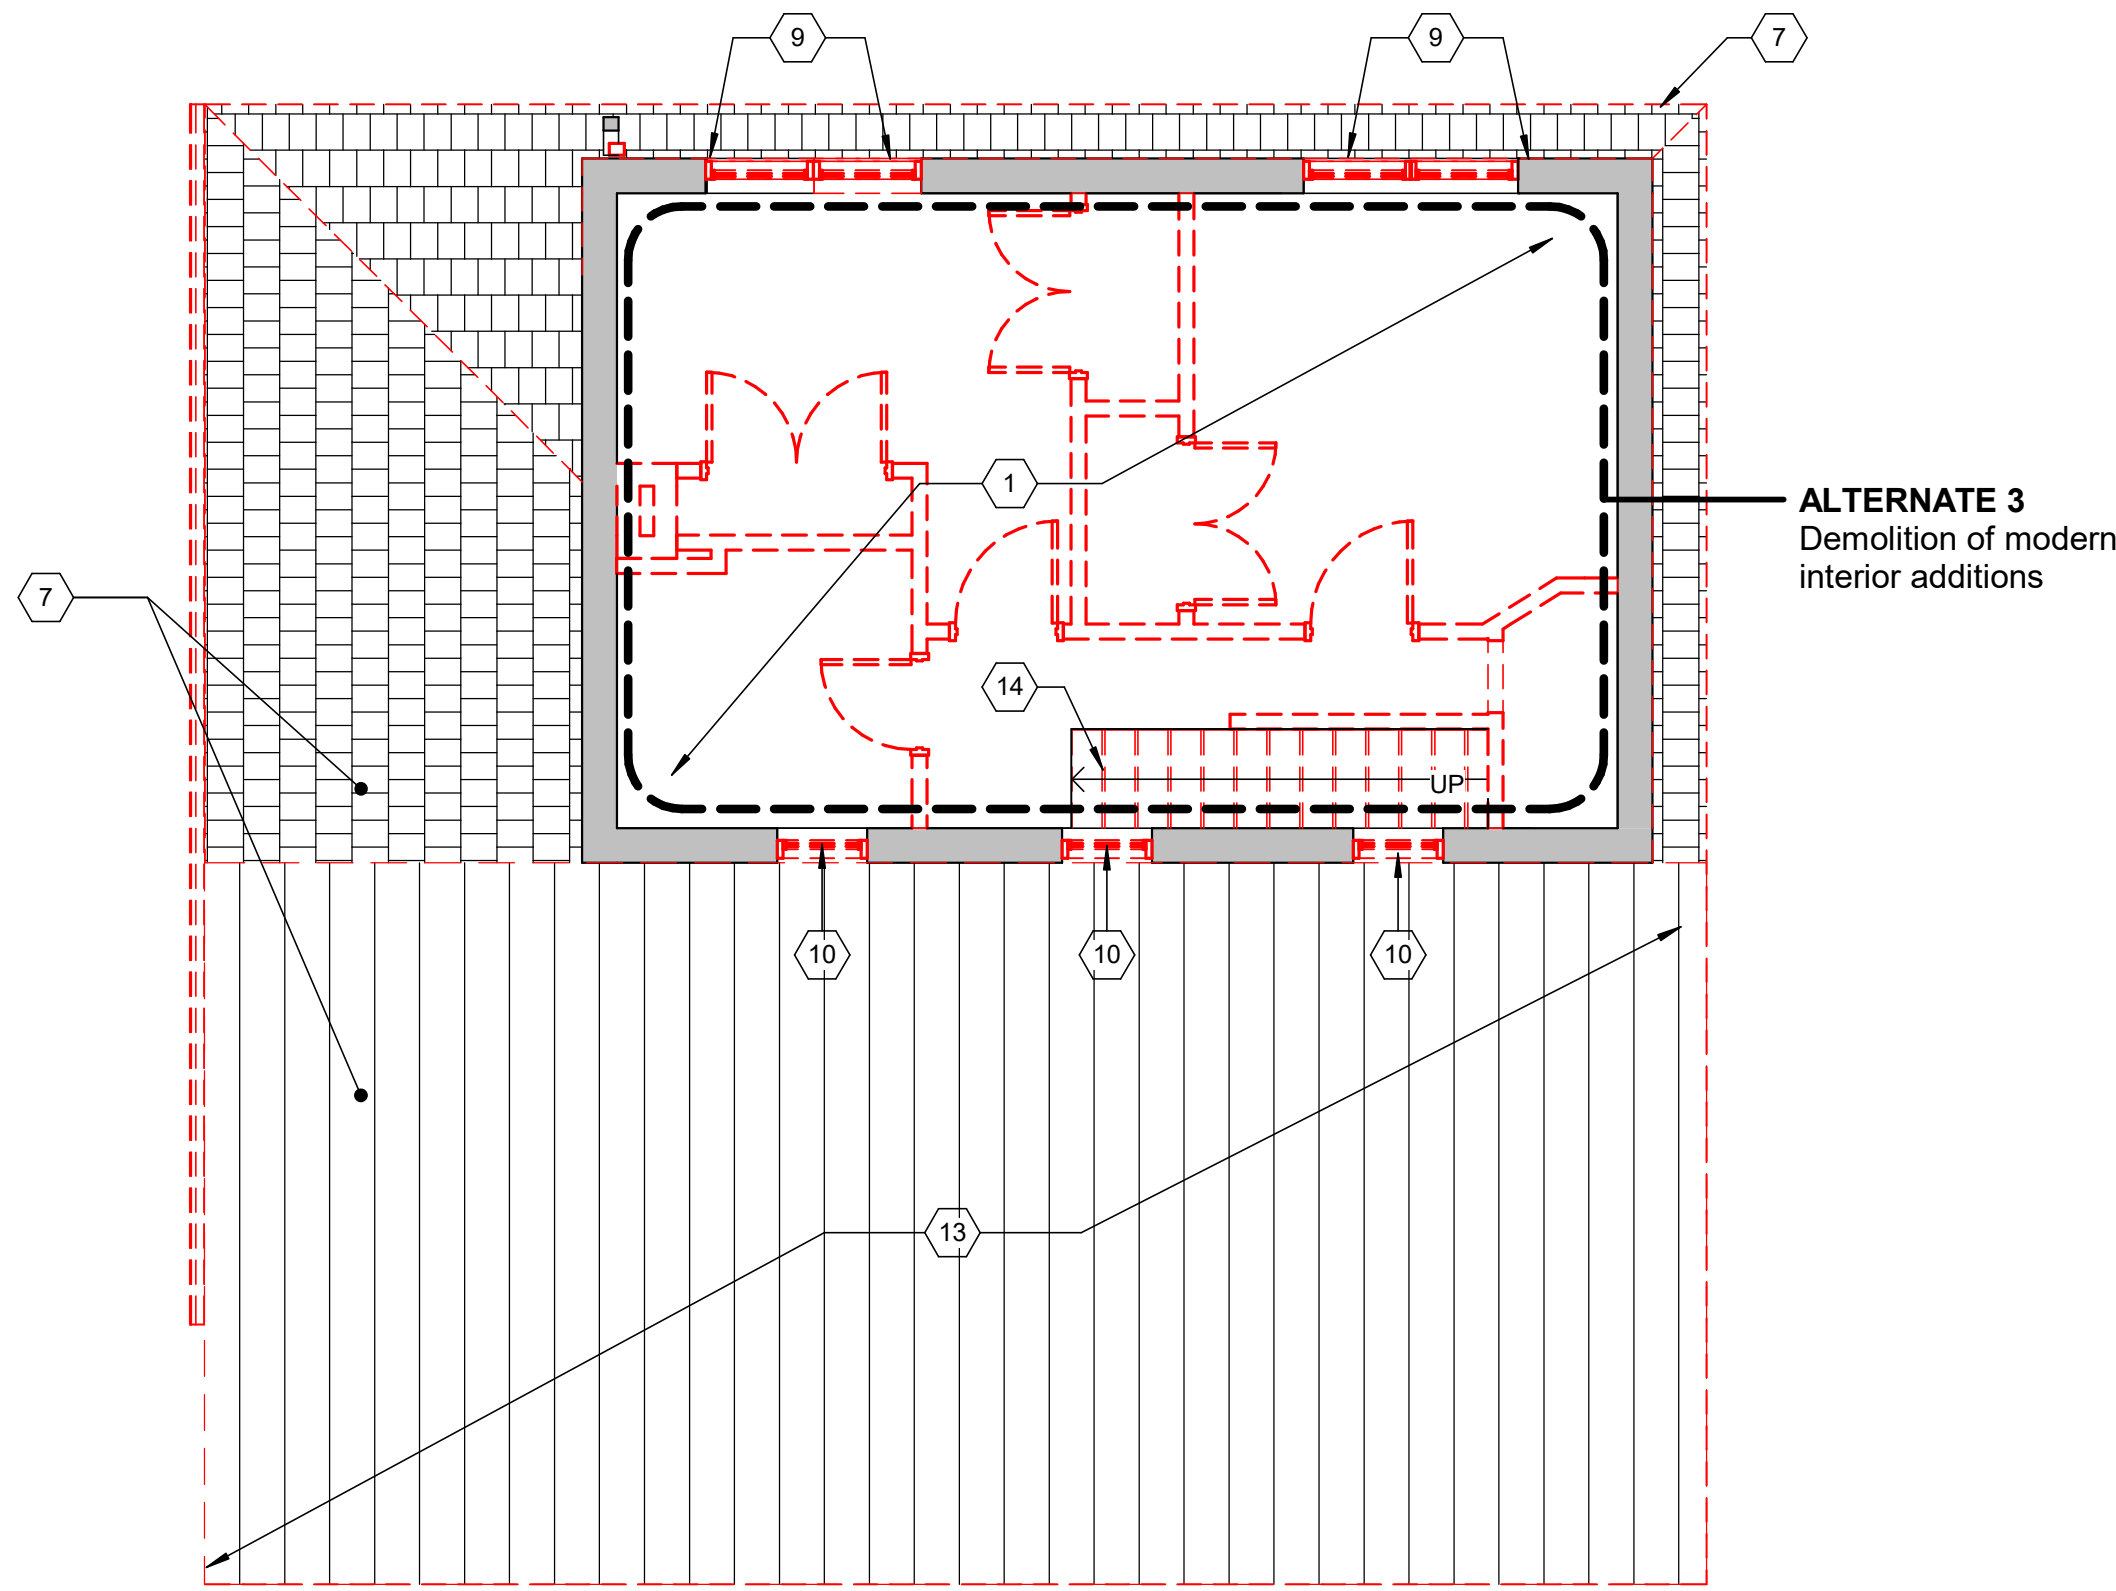 9
9
7
1
ALTERNATE 3
Demolition of modern
interior additions
7
14
UP
10
10
10
13